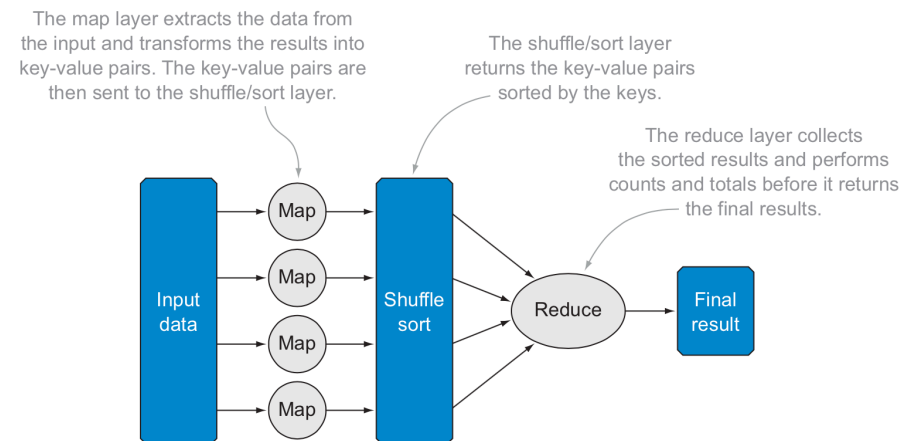 The map layer extracts the data from
the input and transforms the results into
key-value pairs. The key-value pairs are
then sent to the shuffle/sort layer.
The shuffle/sort layer
returns the key-value pairs
sorted by the keys.
The reduce layer collects
the sorted results and performs
counts and totals before it returns
the final results.
Input
data
Map
Map
Map
Map
Shuffle
sort
Reduce
Final
result